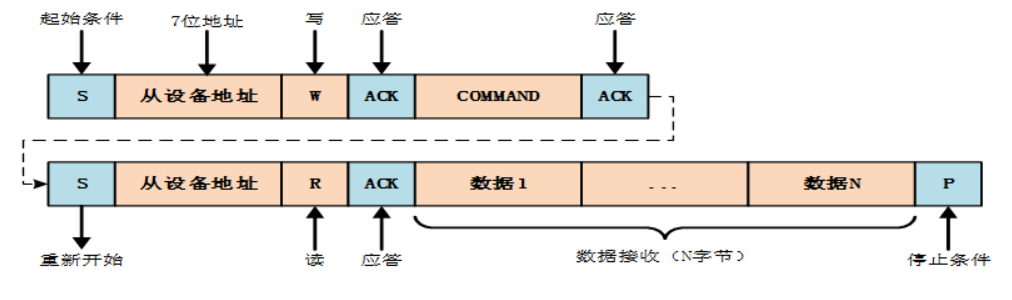 起始条件 7位地址 写 应答 应答
S 从设备地址 W ACK COMMAND ACK
S 从设备地址 R ACK 数据1 ... 数据N P
重新开始 读 应答 数据接收（N字节） 停止条件